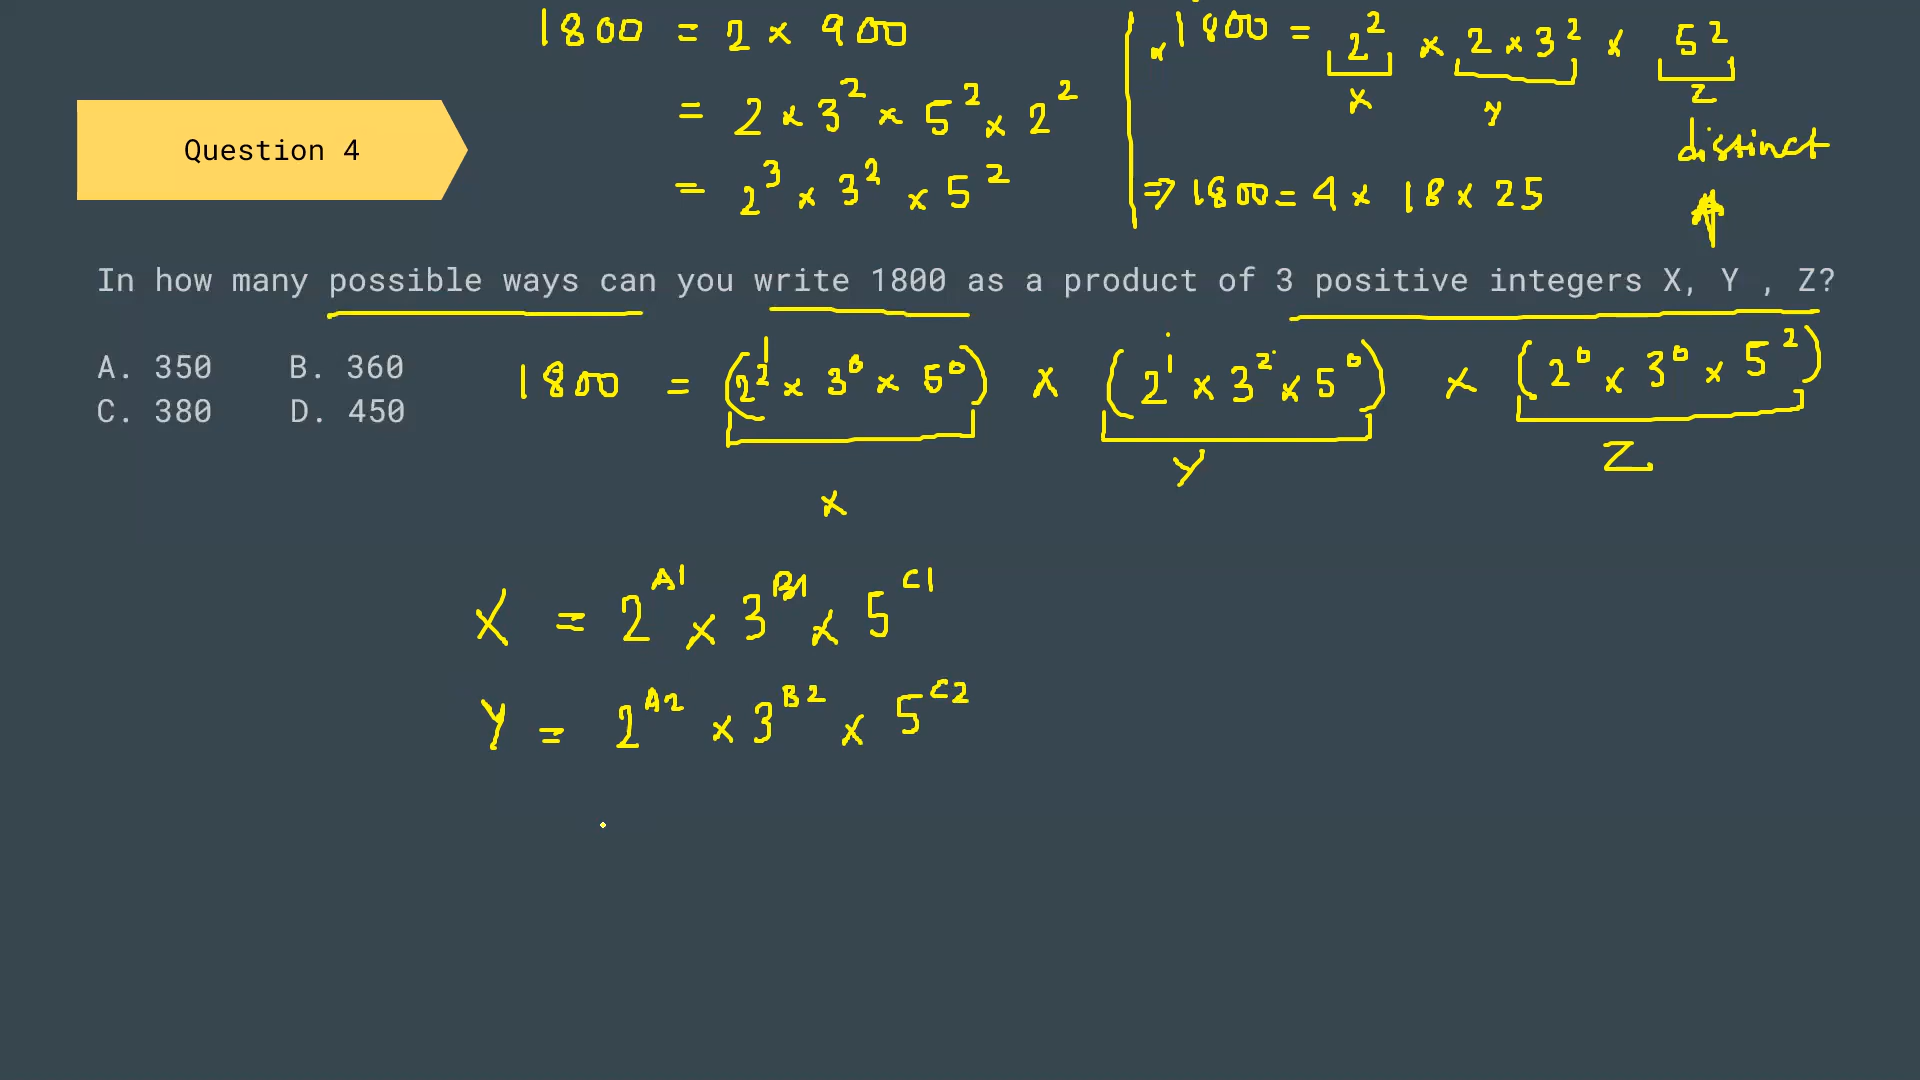 1800 = 2 × 900
= 2 × 3² × 5² × 2²
= 2³ × 3² × 5²
× 1800 = 2² × 2 × 3² × 5²
X Y Z
distinct
⇒ 1800 = 4 × 18 × 25
Question 4
In how many possible ways can you write 1800 as a product of 3 positive integers X, Y , Z?
A. 350 B. 360
C. 380 D. 450
1800 = (2² × 3⁰ × 5⁰) × (2¹ × 3² × 5⁰) × (2⁰ × 3⁰ × 5²)
X Y Z
X = 2^A1 × 3^B1 × 5^C1
Y = 2^A2 × 3^B2 × 5^C2